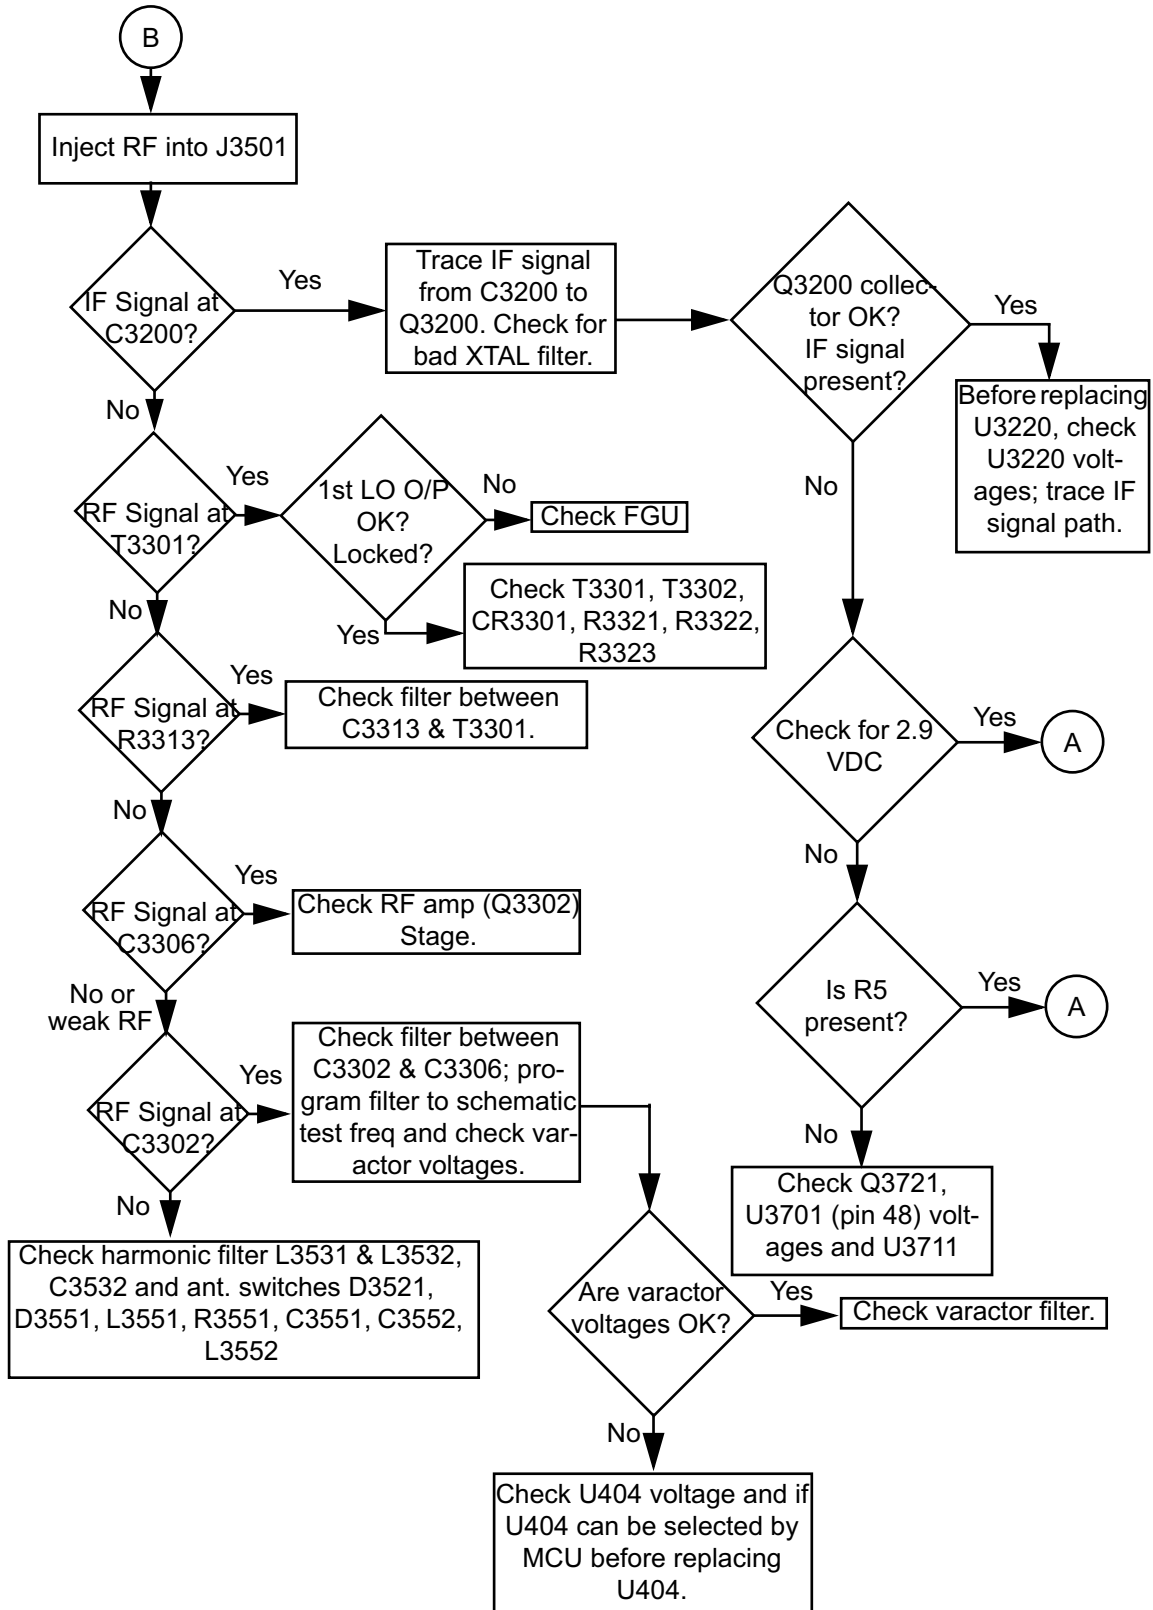 B
Inject RF into J3501
IF Signal at
C3200?
Yes
Trace IF signal
from C3200 to
Q3200. Check for
bad XTAL filter.
Q3200 collec-
tor OK?
IF signal
present?
Yes
Before replacing
U3220, check
U3220 volt-
ages; trace IF
signal path.
No
No
RF Signal at
T3301?
Yes
1st LO O/P
OK?
Locked?
No
Check FGU
Yes
Check T3301, T3302,
CR3301, R3321, R3322,
R3323
No
RF Signal at
R3313?
Yes
Check filter between
C3313 & T3301.
Check for 2.9
VDC
Yes
A
No
No
RF Signal at
C3306?
Yes
Check RF amp (Q3302)
Stage.
Is R5
present?
Yes
A
No or
weak RF
RF Signal at
C3302?
Yes
Check filter between
C3302 & C3306; pro-
gram filter to schematic
test freq and check var-
actor voltages.
No
Check Q3721,
U3701 (pin 48) volt-
ages and U3711
No
Check harmonic filter L3531 & L3532,
C3532 and ant. switches D3521,
D3551, L3551, R3551, C3551, C3552,
L3552
Are varactor
voltages OK?
Yes
Check varactor filter.
No
Check U404 voltage and if
U404 can be selected by
MCU before replacing
U404.